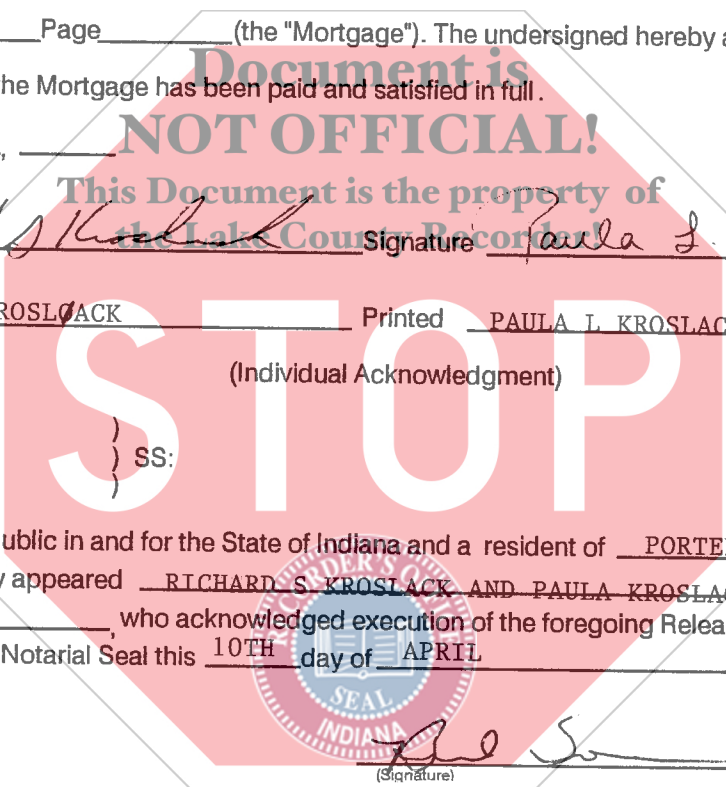 Page (the "Mortgage"). The undersigned hereby
Document is
he Mortgage has been paid and satisfied in full.
NOT OFFICIAL!
This Document is the property of
the Lake County Recorder!
S Kroslack Signature Paula L.
ROSLØACK Printed PAULA L KROSLAC
(Individual Acknowledgment)
STOP
) SS:
ublic in and for the State of Indiana and a resident of PORTE
y appeared RICHARD S KROSLACK AND PAULA KROSLAC
, who acknowledged execution of the foregoing Relea
Notarial Seal this 10TH day of APRIL
SEAL
INDIANA
(Signature)